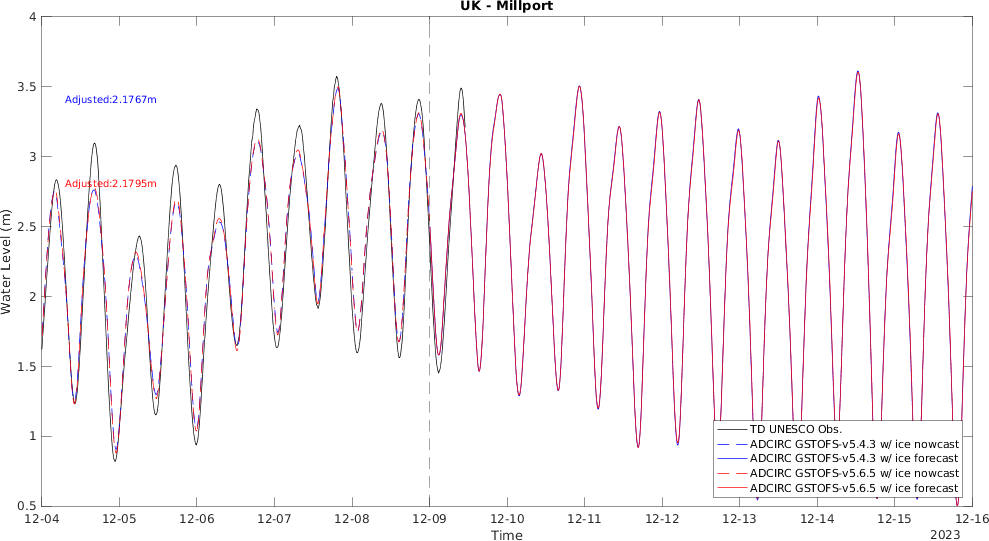 UK - Millport
4
3.5
3
2.5
2
1.5
1
0.5
Water Level (m)
Adjusted:2.1767m
Adjusted:2.1795m
TD UNESCO Obs.
ADCIRC GSTOFS-v5.4.3 w/ ice nowcast
ADCIRC GSTOFS-v5.4.3 w/ ice forecast
ADCIRC GSTOFS-v5.6.5 w/ ice nowcast
ADCIRC GSTOFS-v5.6.5 w/ ice forecast
12-04 12-05 12-06 12-07 12-08 12-09 12-10 12-11 12-12 12-13 12-14 12-15 12-16
Time
2023